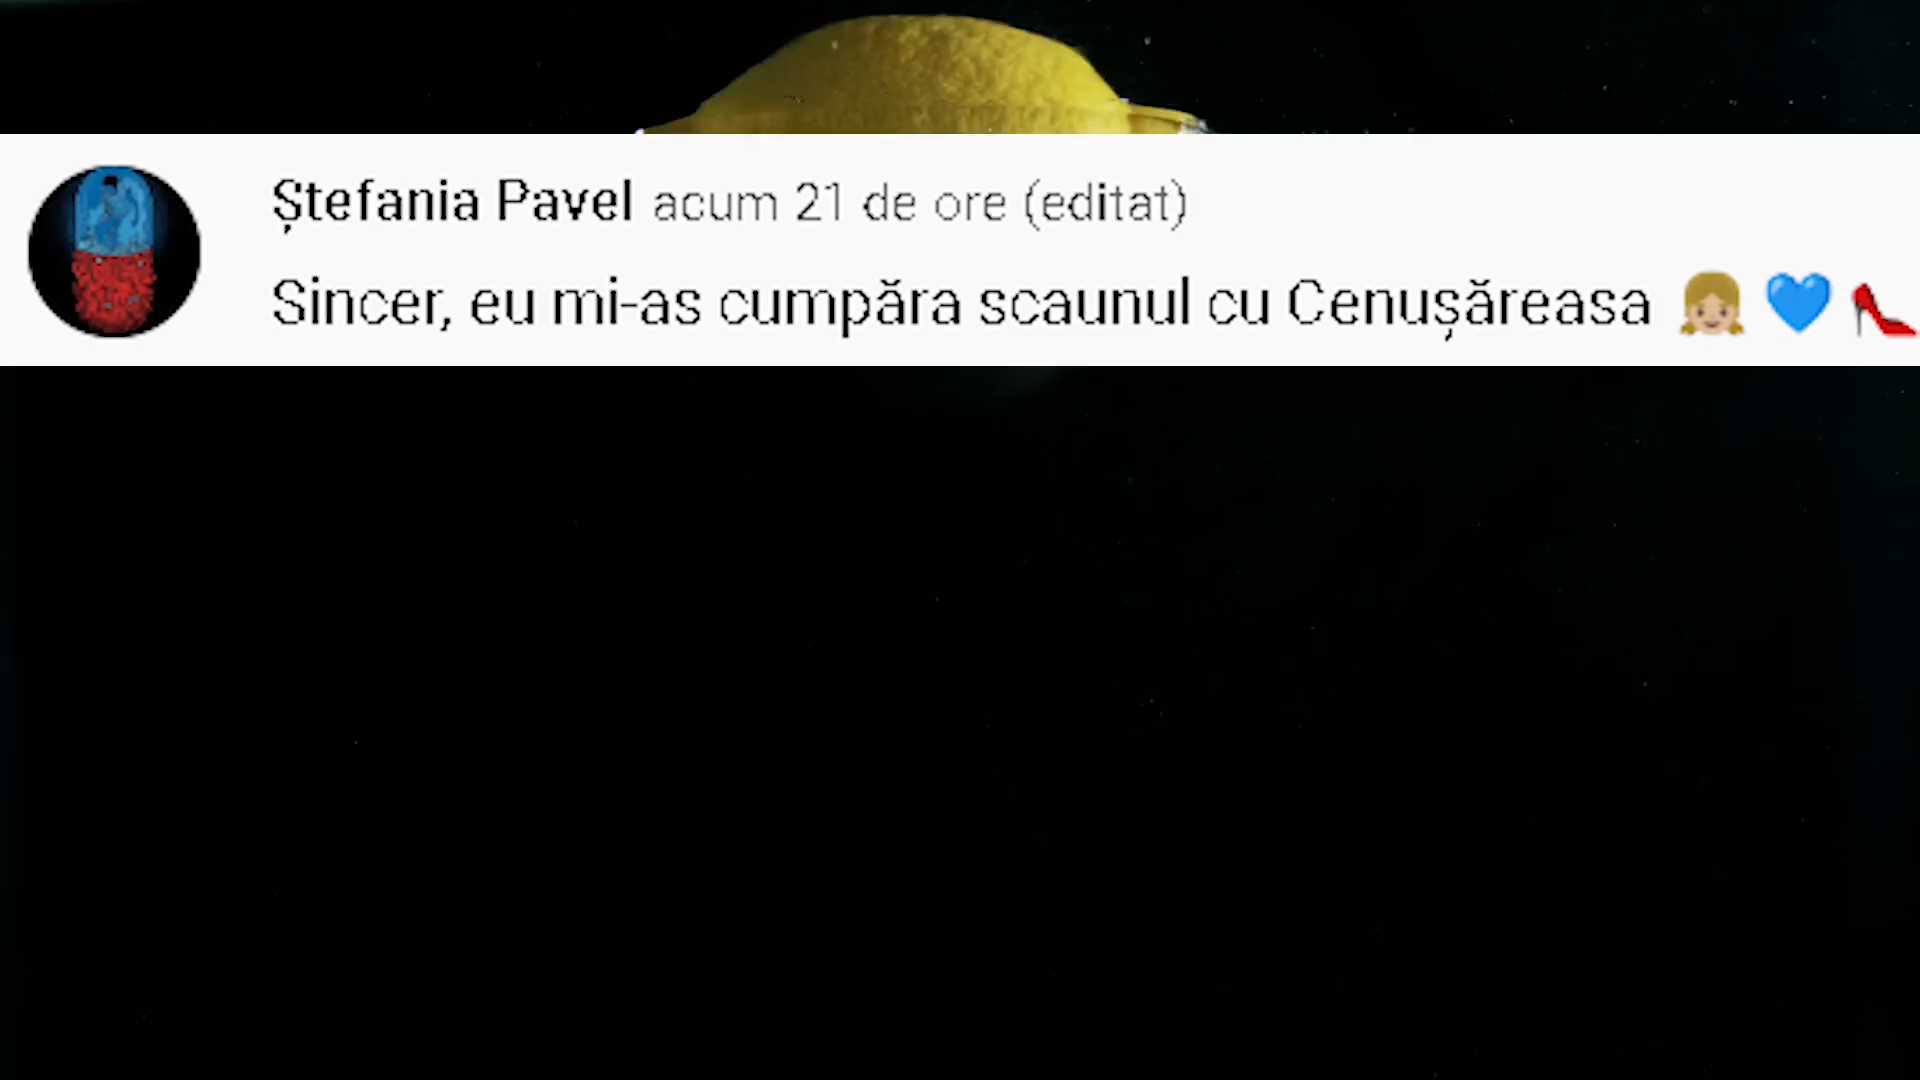 Ștefania Pavel acum 21 de ore (editat)
Sincer, eu mi-as cumpăra scaunul cu Cenușăreasa 👧🏼 💙 👠